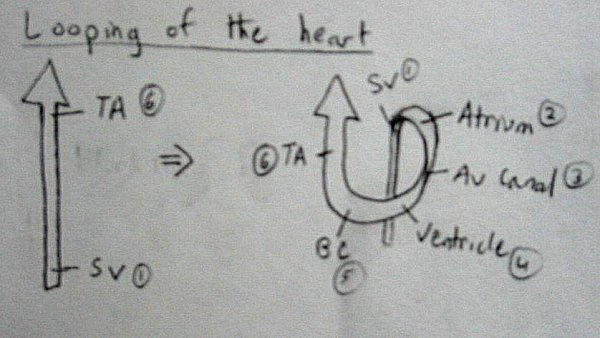 Looping of the heart
TA ⑥
SV ①
⇒
SV ①
Atrium ②
AV Canal ③
Ventricle ④
BC ⑤
⑥ TA